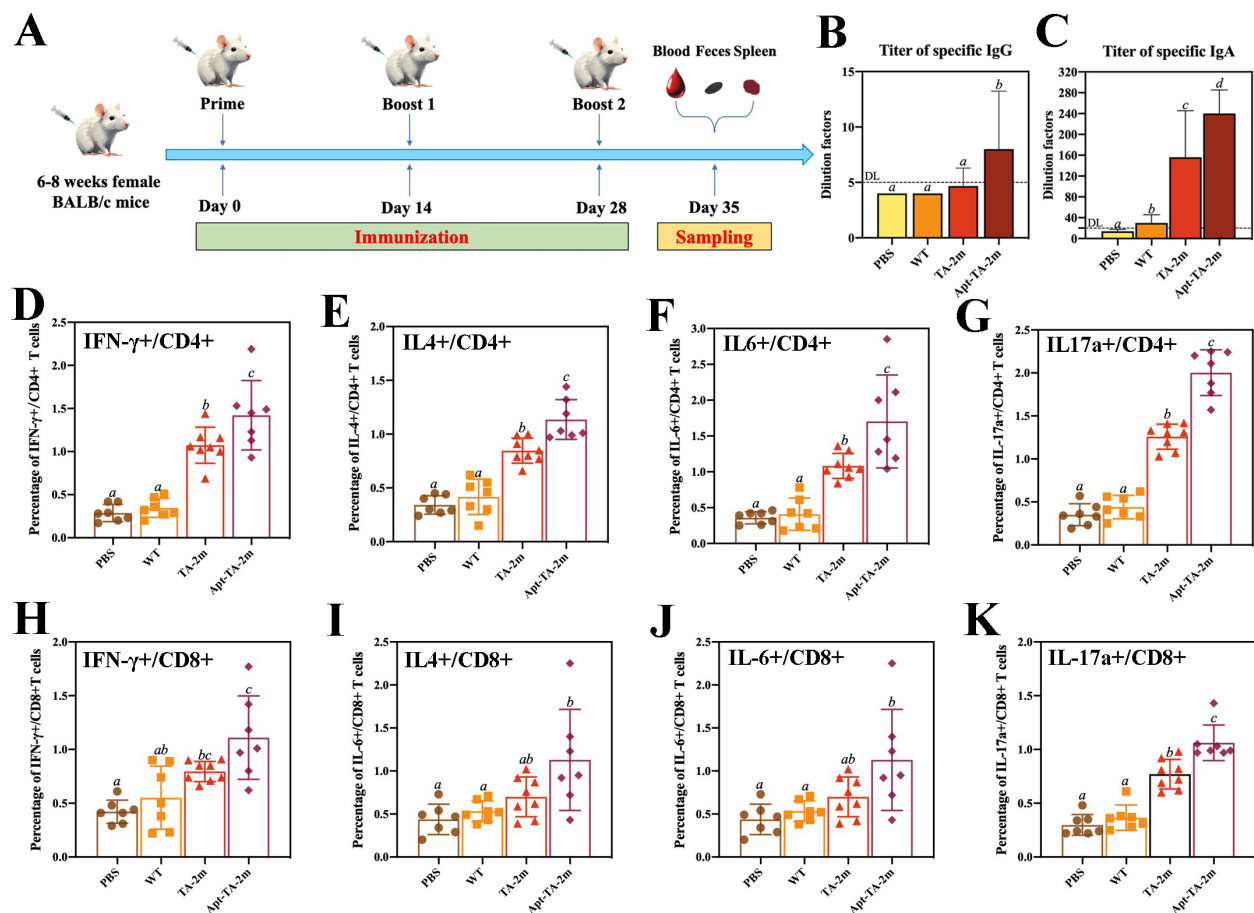 A
Prime
Boost 1
Boost 2
Blood Feces Spleen
6-8 weeks female
BALB/c mice
Day 0
Day 14
Day 28
Day 35
Immunization
Sampling
B
Titer of specific IgG
Dilution factors
15
10
5
0
DL
a
a
a
b
PBS
WT
TA-2m
Apt-TA-2m
C
Titer of specific IgA
Dilution factors
320
280
240
200
160
120
80
40
0
DL
a
b
c
d
PBS
WT
TA-2m
Apt-TA-2m
D
IFN-γ+/CD4+
Percentage of IFN-γ+/CD4+ T cells
2.5
2.0
1.5
1.0
0.5
0.0
a
a
b
c
PBS
WT
TA-2m
Apt-TA-2m
E
IL4+/CD4+
Percentage of IL-4+/CD4+ T cells
2.0
1.5
1.0
0.5
0.0
a
a
b
c
PBS
WT
TA-2m
Apt-TA-2m
F
IL6+/CD4+
Percentage of IL-6+/CD4+ T cells
3.0
2.5
2.0
1.5
1.0
0.5
0.0
a
a
b
c
PBS
WT
TA-2m
Apt-TA-2m
G
IL17a+/CD4+
Percentage of IL-17a+/CD4+ T cells
2.5
2.0
1.5
1.0
0.5
0.0
a
a
b
c
PBS
WT
TA-2m
Apt-TA-2m
H
IFN-γ+/CD8+
Percentage of IFN-γ+/CD8+T cells
2.0
1.5
1.0
0.5
0.0
a
ab
bc
c
PBS
WT
TA-2m
Apt-TA-2m
I
IL4+/CD8+
Percentage of IL-6+/CD8+ T cells
2.5
2.0
1.5
1.0
0.5
0.0
a
a
ab
b
PBS
WT
TA-2m
Apt-TA-2m
J
IL-6+/CD8+
Percentage of IL-6+/CD8+ T cells
2.5
2.0
1.5
1.0
0.5
0.0
a
a
ab
b
PBS
WT
TA-2m
Apt-TA-2m
K
IL-17a+/CD8+
Percentage of IL-17a+/CD8+ T cells
2.0
1.5
1.0
0.5
0.0
a
a
b
c
PBS
WT
TA-2m
Apt-TA-2m